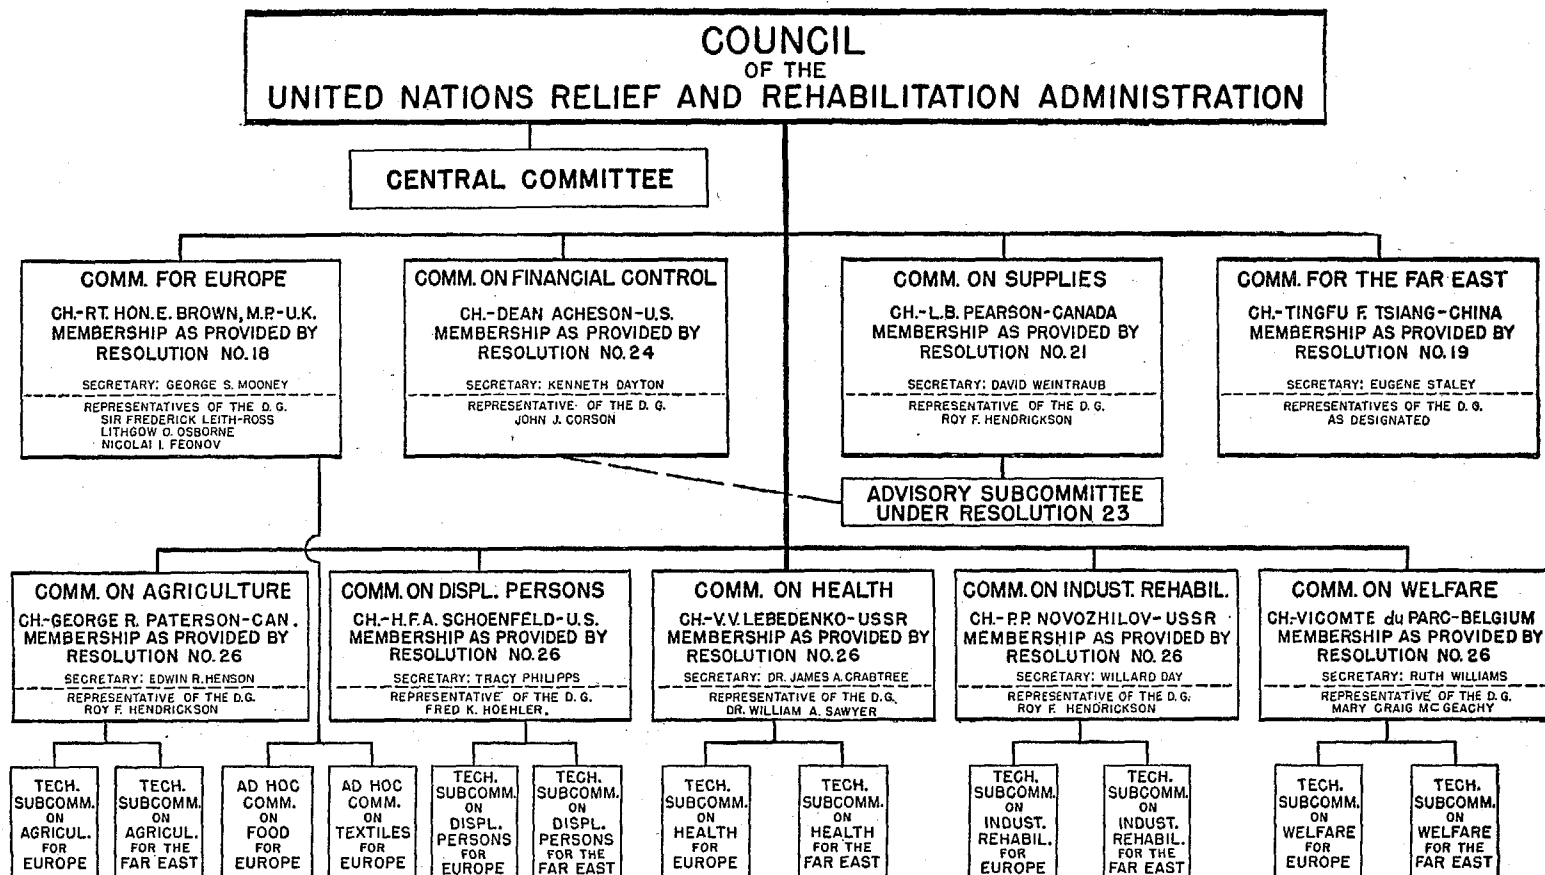 COUNCIL
OF THE
UNITED NATIONS RELIEF AND REHABILITATION ADMINISTRATION
CENTRAL COMMITTEE
COMM. FOR EUROPE
CH.-RT. HON. E. BROWN, M.P.-U.K.
MEMBERSHIP AS PROVIDED BY
RESOLUTION NO. 18
SECRETARY: GEORGE S. MOONEY
REPRESENTATIVES OF THE D. G.
SIR FREDERICK LEITH-ROSS
LITHGOW O. OSBORNE
NICOLAI I. FEONOV
COMM. ON FINANCIAL CONTROL
CH.-DEAN ACHESON-U.S.
MEMBERSHIP AS PROVIDED BY
RESOLUTION NO. 24
SECRETARY: KENNETH DAYTON
REPRESENTATIVE OF THE D. G.
JOHN J. CORSON
COMM. ON SUPPLIES
CH.-L.B. PEARSON-CANADA
MEMBERSHIP AS PROVIDED BY
RESOLUTION NO. 21
SECRETARY: DAVID WEINTRAUB
REPRESENTATIVE OF THE D. G.
ROY F. HENDRICKSON
COMM. FOR THE FAR EAST
CH.-TINGFU F. TSIANG-CHINA
MEMBERSHIP AS PROVIDED BY
RESOLUTION NO. 19
SECRETARY: EUGENE STALEY
REPRESENTATIVES OF THE D. G.
AS DESIGNATED
ADVISORY SUBCOMMITTEE
UNDER RESOLUTION 23
COMM. ON AGRICULTURE
CH.-GEORGE R. PATERSON-CAN.
MEMBERSHIP AS PROVIDED BY
RESOLUTION NO. 26
SECRETARY: EDWIN R. HENSON
REPRESENTATIVE OF THE D.G.
ROY F. HENDRICKSON
COMM. ON DISPL. PERSONS
CH.-H.F.A. SCHOENFELD-U.S.
MEMBERSHIP AS PROVIDED BY
RESOLUTION NO. 26
SECRETARY: TRACY PHILIPPS
REPRESENTATIVE OF THE D. G.
FRED K. HOEHLER.
COMM. ON HEALTH
CH.-V.V. LEBEDENKO-USSR
MEMBERSHIP AS PROVIDED BY
RESOLUTION NO. 26
SECRETARY: DR. JAMES A. CRABTREE
REPRESENTATIVE OF THE D.G.
DR. WILLIAM A. SAWYER
COMM. ON INDUST. REHABIL.
CH.-P.P. NOVOZHILOV-USSR
MEMBERSHIP AS PROVIDED BY
RESOLUTION NO. 26
SECRETARY: WILLARD DAY
REPRESENTATIVE OF THE D.G.
ROY F. HENDRICKSON
COMM. ON WELFARE
CH.-VICOMTE du PARC-BELGIUM
MEMBERSHIP AS PROVIDED BY
RESOLUTION NO. 26
SECRETARY: RUTH WILLIAMS
REPRESENTATIVE OF THE D. G.
MARY CRAIG MCGEACHY
TECH.
SUBCOMM.
ON
AGRICUL.
FOR
EUROPE
TECH.
SUBCOMM.
ON
AGRICUL.
FOR THE
FAR EAST
AD HOC
COMM.
ON
FOOD
FOR
EUROPE
AD HOC
COMM.
ON
TEXTILES
FOR
EUROPE
TECH.
SUBCOMM.
ON
DISPL.
PERSONS
FOR
EUROPE
TECH.
SUBCOMM.
ON
DISPL.
PERSONS
FOR THE
FAR EAST
TECH.
SUBCOMM.
ON
HEALTH
FOR
EUROPE
TECH.
SUBCOMM.
ON
HEALTH
FOR THE
FAR EAST
TECH.
SUBCOMM.
ON
INDUST.
REHABIL.
FOR
EUROPE
TECH.
SUBCOMM.
ON
INDUST.
REHABIL.
FOR THE
FAR EAST
TECH.
SUBCOMM.
ON
WELFARE
FOR
EUROPE
TECH.
SUBCOMM.
ON
WELFARE
FOR THE
FAR EAST